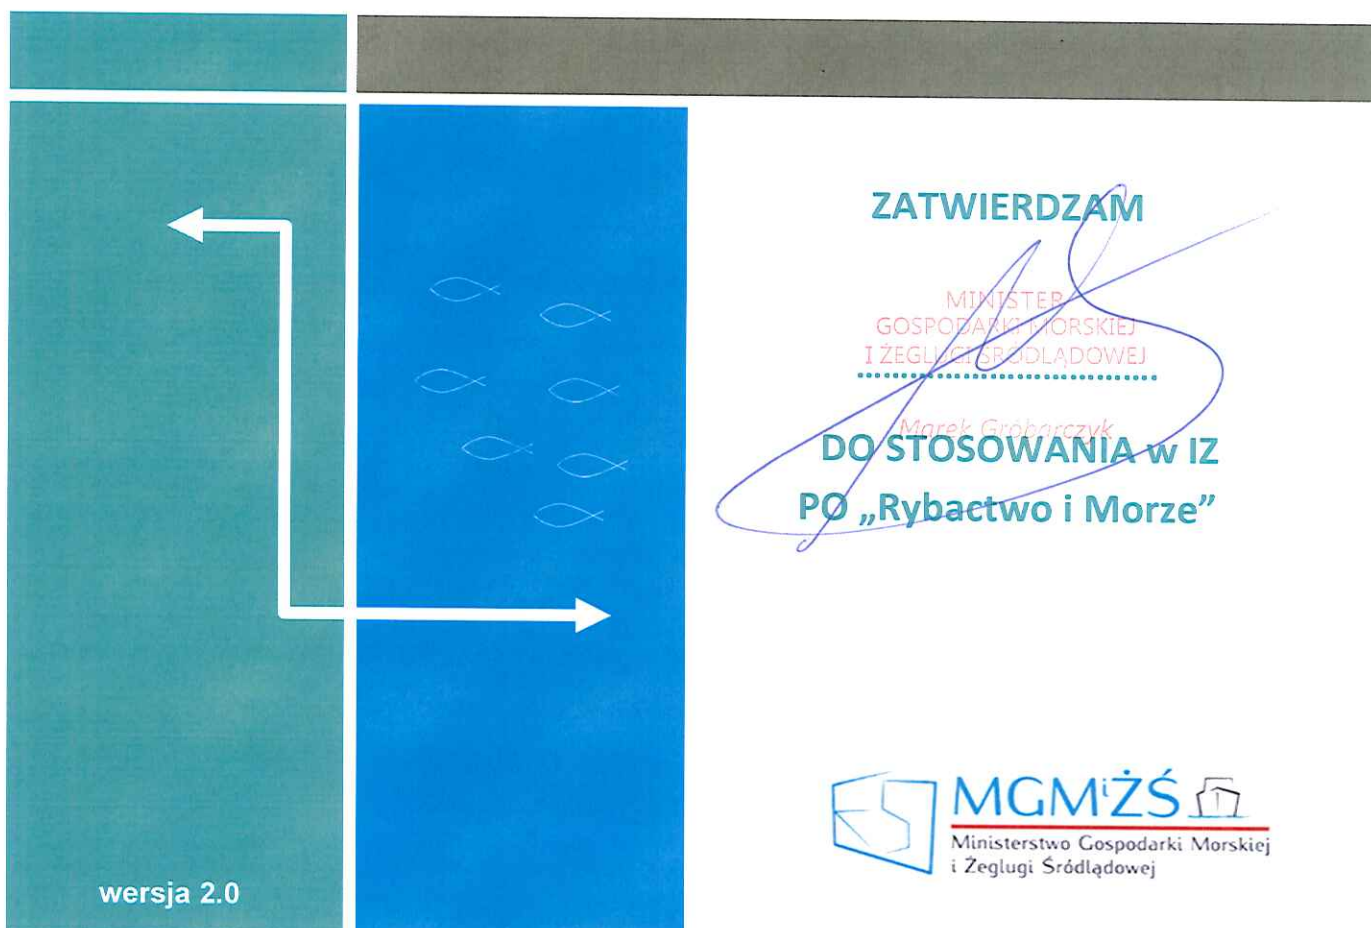 ZATWIERDZAM
MINISTER
GOSPODARKI MORSKIEJ
I ŻEGLUGI ŚRÓDLĄDOWEJ
Marek Gróbarczyk
DO STOSOWANIA w IZ
PO „Rybactwo i Morze”
MGMiŻŚ
Ministerstwo Gospodarki Morskiej
i Żeglugi Śródlądowej
wersja 2.0